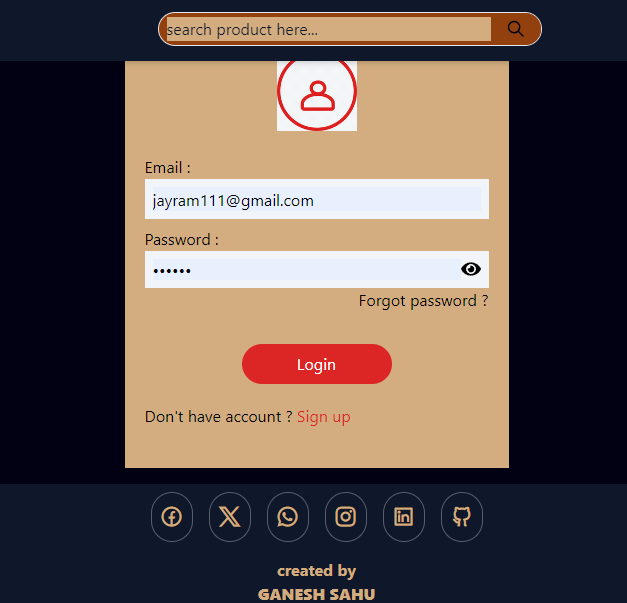 search product here...
Email :
jayram111@gmail.com
Password :
••••••
Forgot password ?
Login
Don't have account ? Sign up
created by
GANESH SAHU